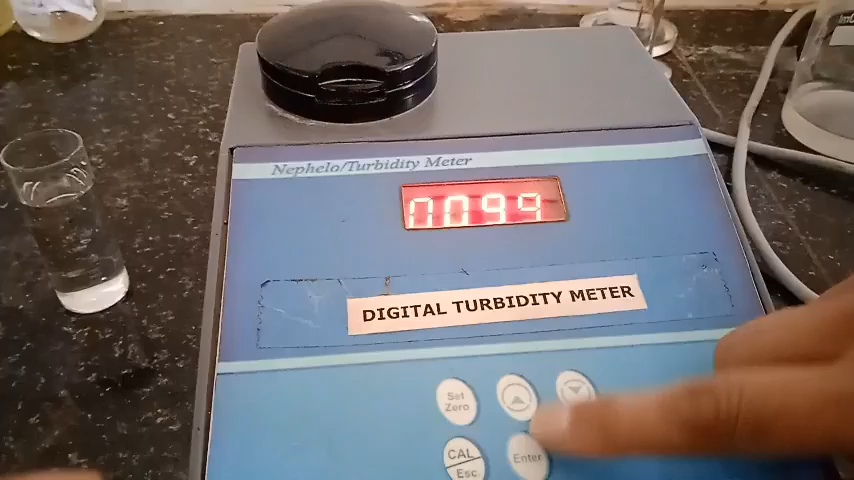 Nephelo/Turbidity Meter
0099
DIGITAL TURBIDITY METER
Set
Zero
CAL
Esc
Enter